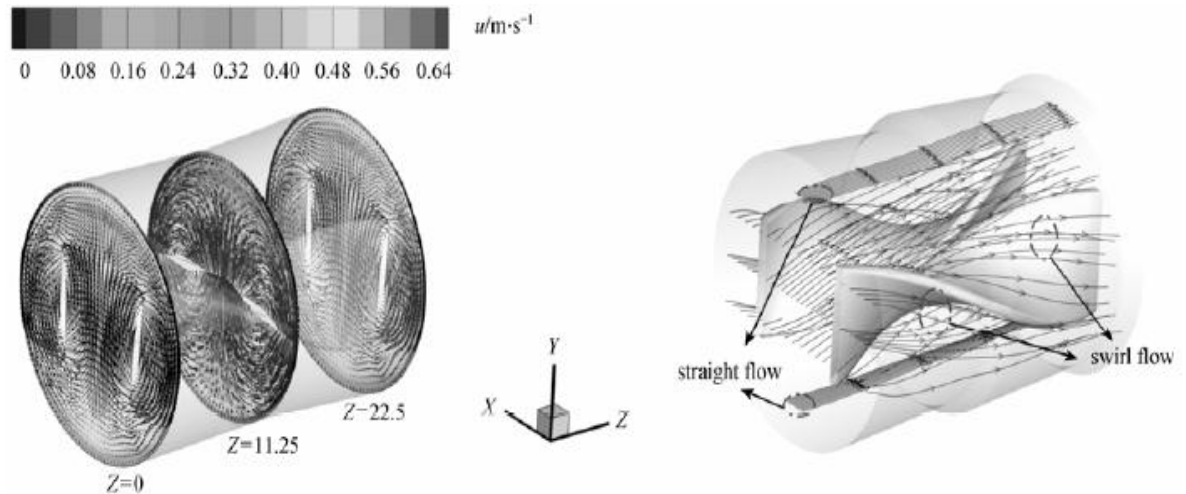 u/m·s⁻¹
0 0.08 0.16 0.24 0.32 0.40 0.48 0.56 0.64
Z=0
Z=11.25
Z=22.5
Y
X
Z
straight flow
swirl flow